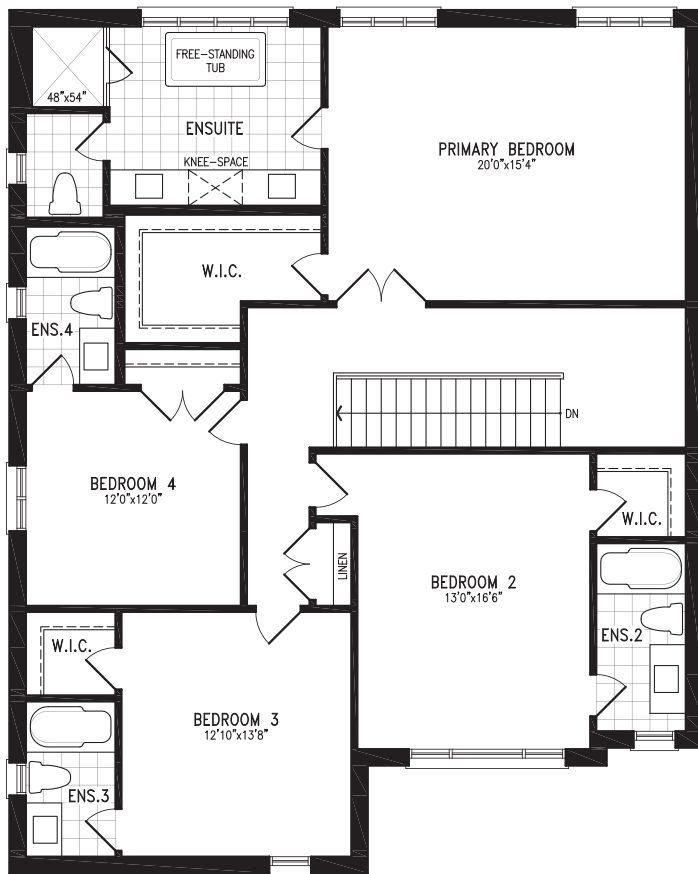 FREE-STANDING
TUB
48"x54"
ENSUITE
KNEE-SPACE
PRIMARY BEDROOM
20'0"x15'4"
W.I.C.
ENS.4
DN
BEDROOM 4
12'0"x12'0"
W.I.C.
LINEN
BEDROOM 2
13'0"x16'6"
ENS.2
W.I.C.
BEDROOM 3
12'10"x13'8"
ENS.3